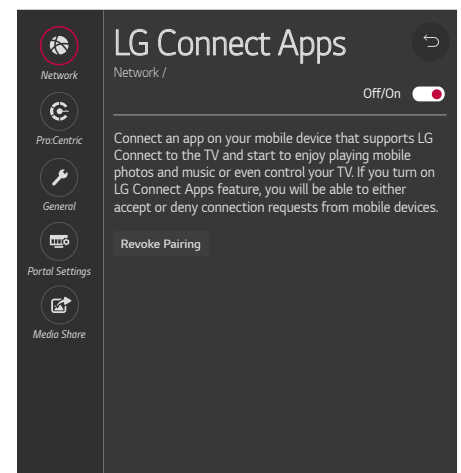 LG Connect Apps
Network /
Off/On
Connect an app on your mobile device that supports LG
Connect to the TV and start to enjoy playing mobile
photos and music or even control your TV. If you turn on
LG Connect Apps feature, you will be able to either
accept or deny connection requests from mobile devices.
Revoke Pairing
Network
Pro:Centric
General
Portal Settings
Media Share